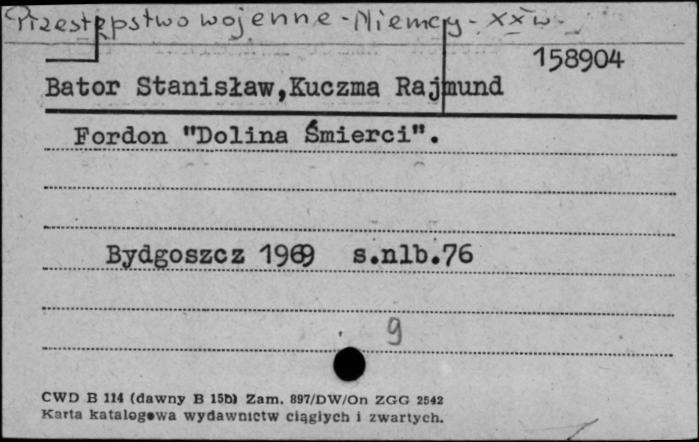 Przestępstwo wojenne - Niemcy - XX w.
158904
Bator Stanisław,Kuczma Rajmund
Fordon "Dolina Śmierci".
Bydgoszcz 1969 s.nlb.76
9
CWD B 114 (dawny B 15b) Zam. 897/DW/On ZGG 2542
Karta katalogowa wydawnictw ciągłych i zwartych.